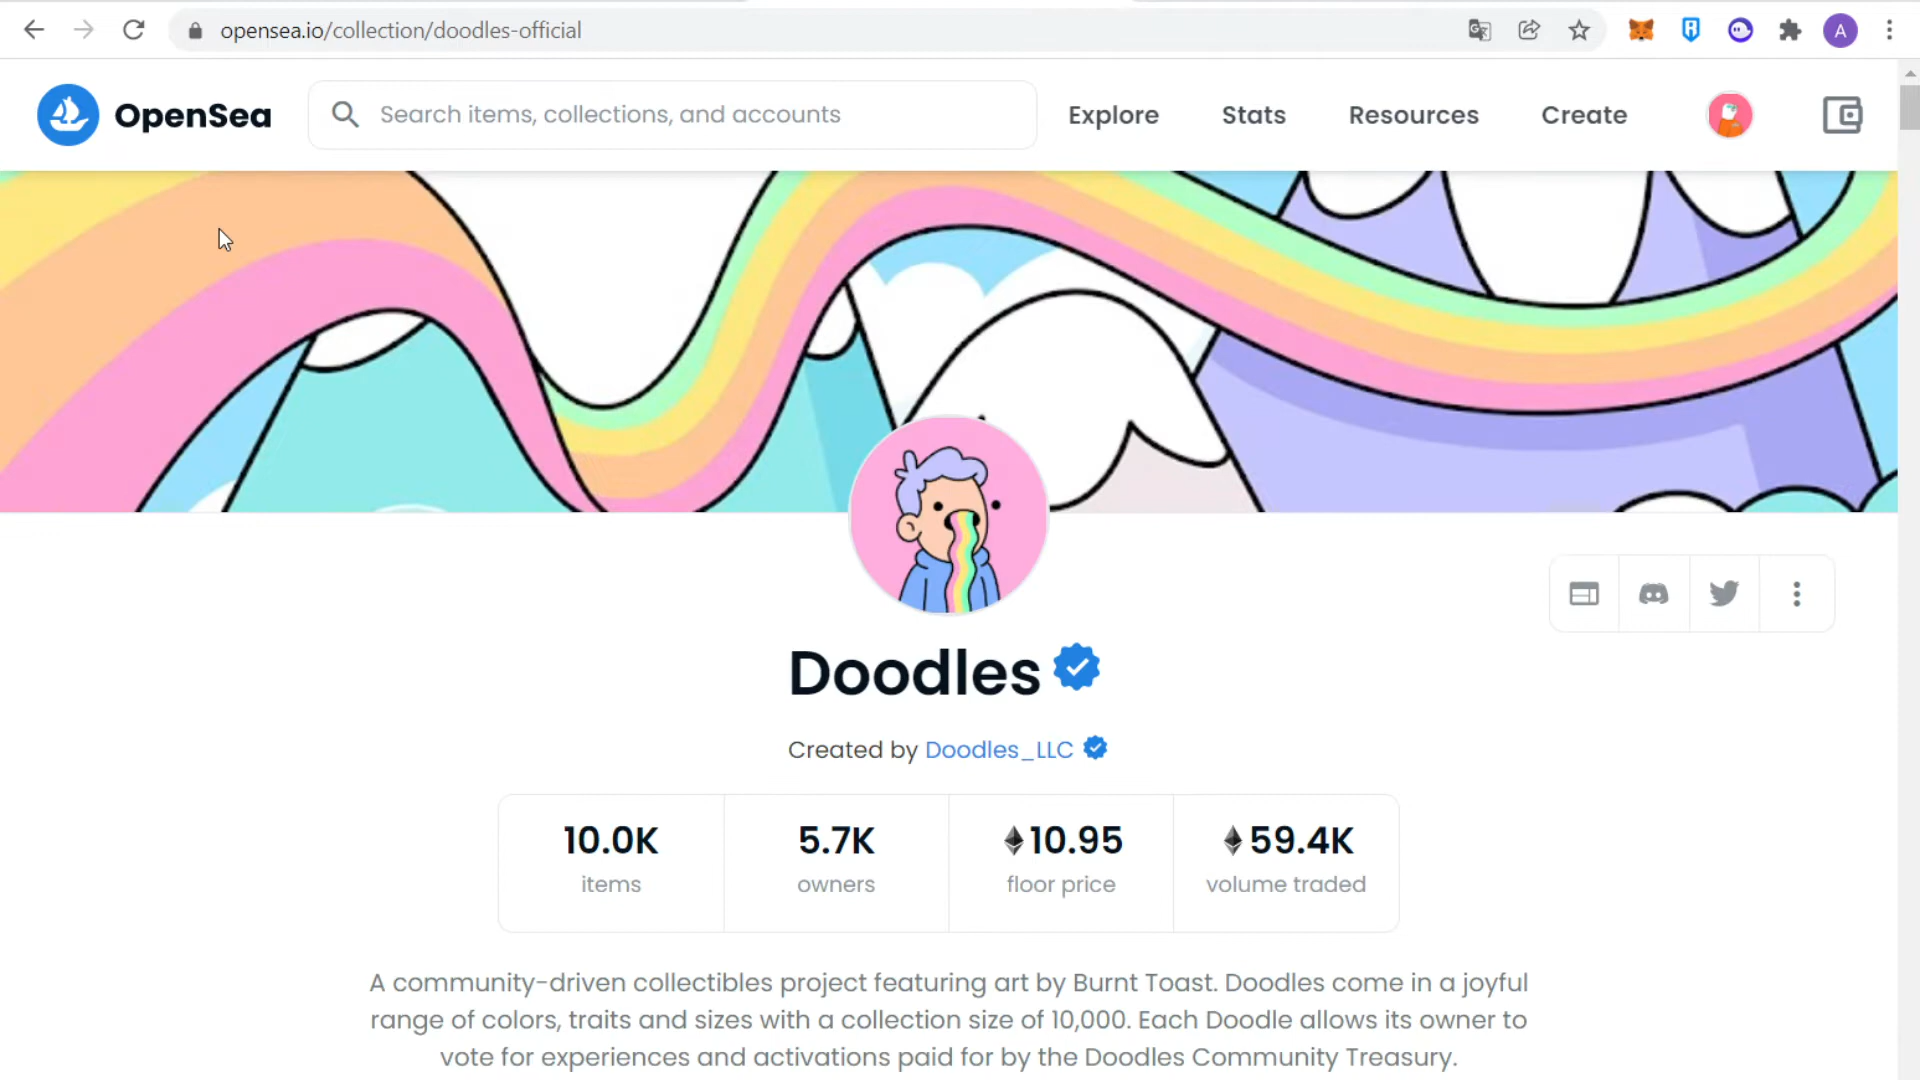 opensea.io/collection/doodles-official
A
OpenSea
Search items, collections, and accounts
Explore
Stats
Resources
Create
Doodles
Created by Doodles_LLC
10.0K
items
5.7K
owners
10.95
floor price
59.4K
volume traded
A community-driven collectibles project featuring art by Burnt Toast. Doodles come in a joyful
range of colors, traits and sizes with a collection size of 10,000. Each Doodle allows its owner to
vote for experiences and activations paid for by the Doodles Community Treasury.